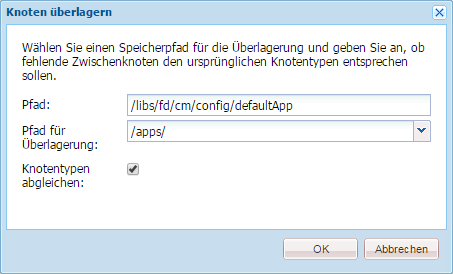 Knoten überlagern
Wählen Sie einen Speicherpfad für die Überlagerung und geben Sie an, ob
fehlende Zwischenknoten den ursprünglichen Knotentypen entsprechen
sollen.
Pfad: /libs/fd/cm/config/defaultApp
Pfad für /apps/
Überlagerung:
Knotentypen
abgleichen:
OK Abbrechen